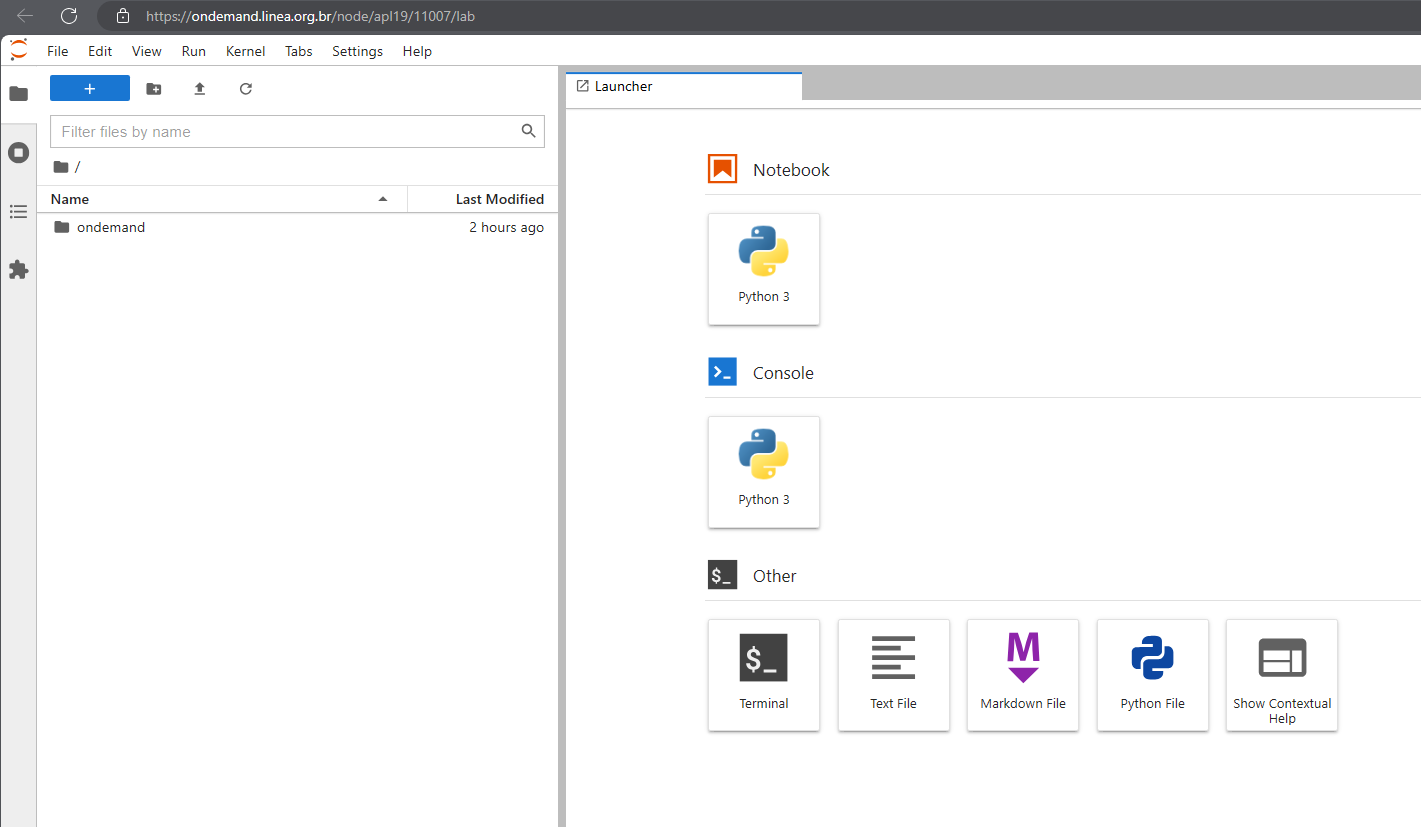 https://ondemand.linea.org.br/node/apl19/11007/lab
File Edit View Run Kernel Tabs Settings Help
+
Launcher
Filter files by name
/
Name Last Modified
ondemand 2 hours ago
Notebook
Python 3
Console
Python 3
$_ Other
$_
Terminal
Text File
M
Markdown File
Python File
Show Contextual
Help